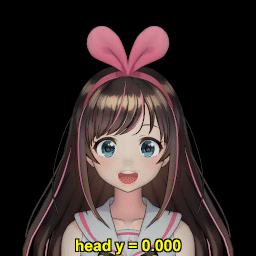 head y = 0.000